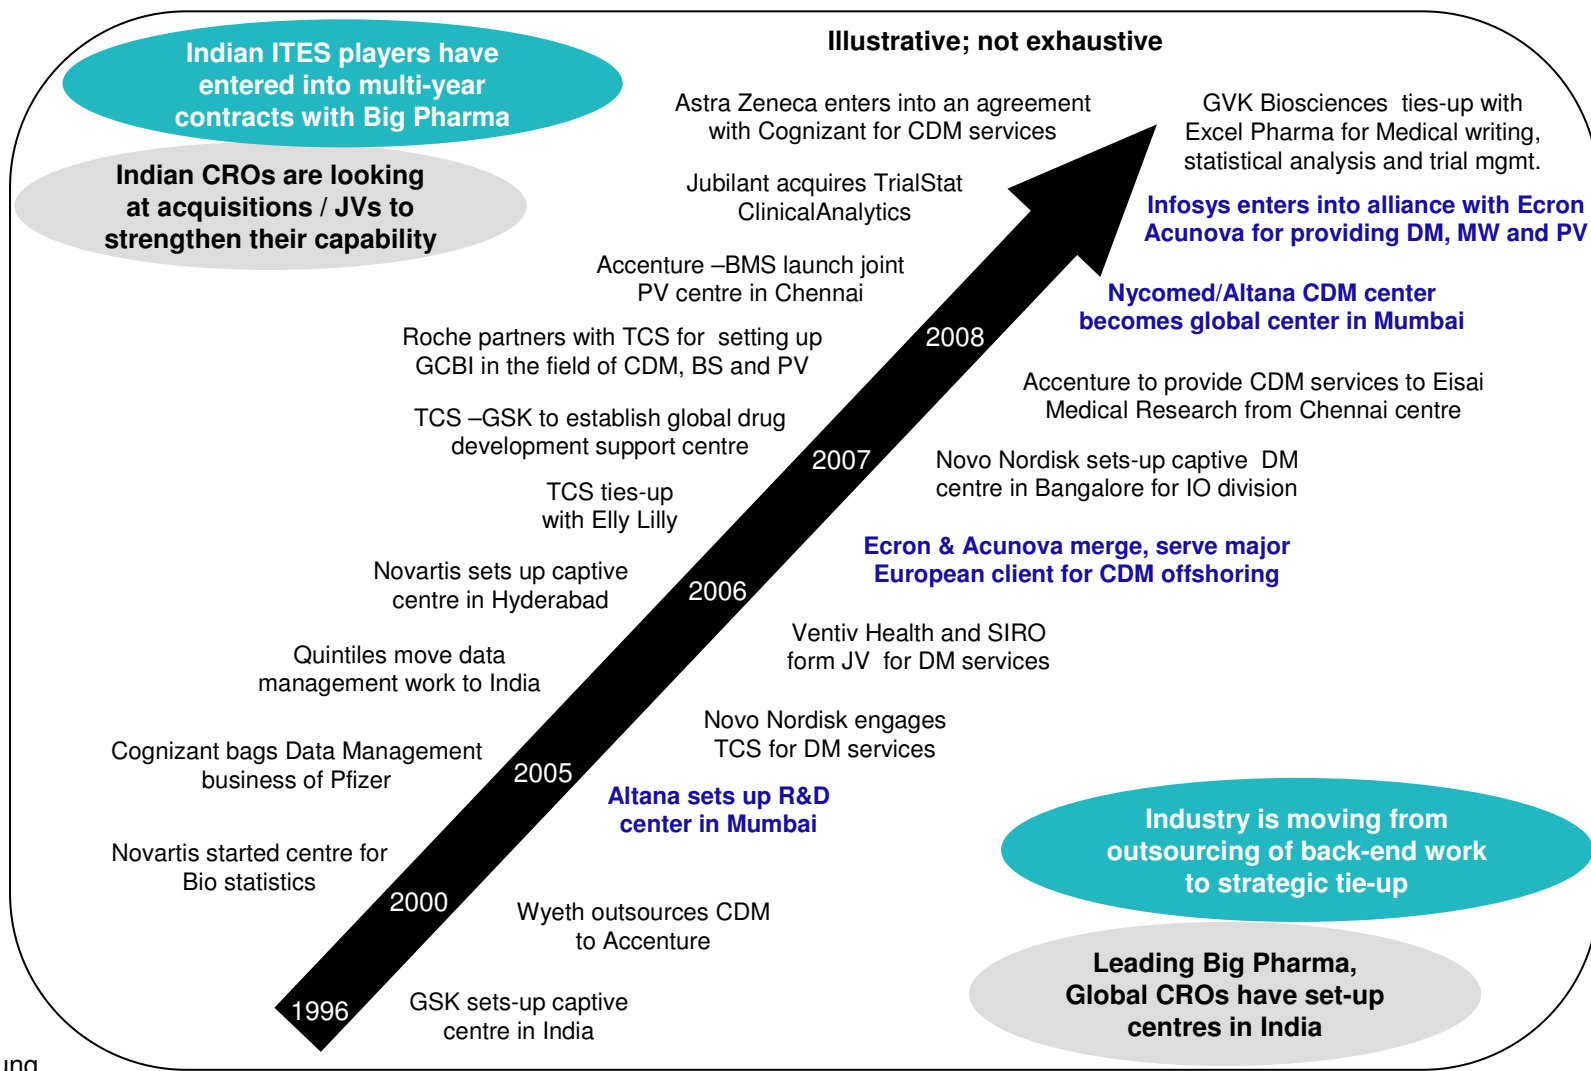 Indian ITES players have
entered into multi-year
contracts with Big Pharma
Indian CROs are looking
at acquisitions / JVs to
strengthen their capability
Illustrative; not exhaustive
Astra Zeneca enters into an agreement
with Cognizant for CDM services
Jubilant acquires TrialStat
ClinicalAnalytics
Accenture –BMS launch joint
PV centre in Chennai
Roche partners with TCS for setting up
GCBI in the field of CDM, BS and PV
TCS –GSK to establish global drug
development support centre
TCS ties-up
with Elly Lilly
Novartis sets up captive
centre in Hyderabad
Quintiles move data
management work to India
Cognizant bags Data Management
business of Pfizer
Novartis started centre for
Bio statistics
2008
2007
2006
2005
2000
1996
GVK Biosciences ties-up with
Excel Pharma for Medical writing,
statistical analysis and trial mgmt.
Infosys enters into alliance with Ecron
Acunova for providing DM, MW and PV
Nycomed/Altana CDM center
becomes global center in Mumbai
Accenture to provide CDM services to Eisai
Medical Research from Chennai centre
Novo Nordisk sets-up captive DM
centre in Bangalore for IO division
Ecron & Acunova merge, serve major
European client for CDM offshoring
Ventiv Health and SIRO
form JV for DM services
Novo Nordisk engages
TCS for DM services
Altana sets up R&D
center in Mumbai
Wyeth outsources CDM
to Accenture
GSK sets-up captive
centre in India
Industry is moving from
outsourcing of back-end work
to strategic tie-up
Leading Big Pharma,
Global CROs have set-up
centres in India